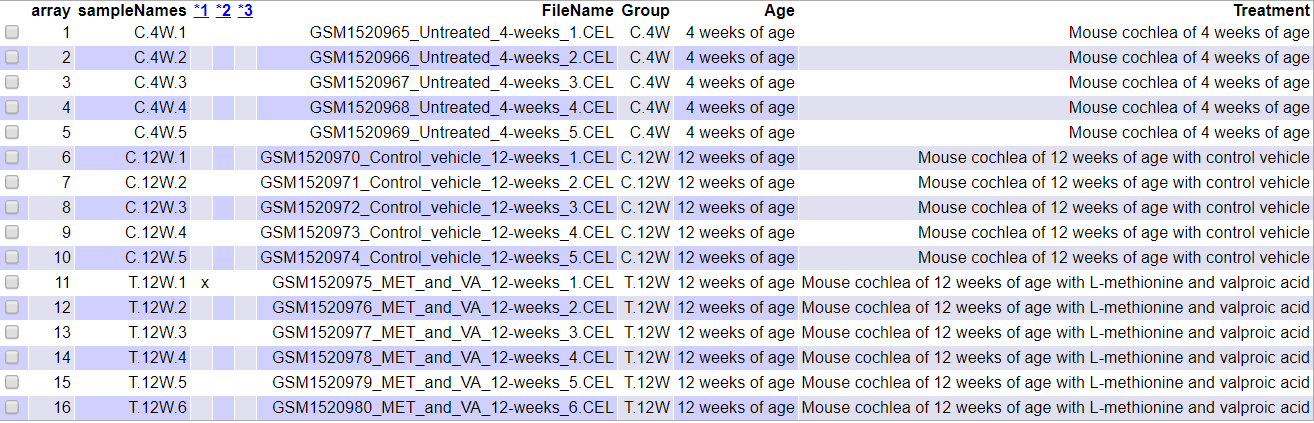 array sampleNames *1 *2 *3 FileName Group Age Treatment
1 C.4W.1 GSM1520965_Untreated_4-weeks_1.CEL C.4W 4 weeks of age Mouse cochlea of 4 weeks of age
2 C.4W.2 GSM1520966_Untreated_4-weeks_2.CEL C.4W 4 weeks of age Mouse cochlea of 4 weeks of age
3 C.4W.3 GSM1520967_Untreated_4-weeks_3.CEL C.4W 4 weeks of age Mouse cochlea of 4 weeks of age
4 C.4W.4 GSM1520968_Untreated_4-weeks_4.CEL C.4W 4 weeks of age Mouse cochlea of 4 weeks of age
5 C.4W.5 GSM1520969_Untreated_4-weeks_5.CEL C.4W 4 weeks of age Mouse cochlea of 4 weeks of age
6 C.12W.1 GSM1520970_Control_vehicle_12-weeks_1.CEL C.12W 12 weeks of age Mouse cochlea of 12 weeks of age with control vehicle
7 C.12W.2 GSM1520971_Control_vehicle_12-weeks_2.CEL C.12W 12 weeks of age Mouse cochlea of 12 weeks of age with control vehicle
8 C.12W.3 GSM1520972_Control_vehicle_12-weeks_3.CEL C.12W 12 weeks of age Mouse cochlea of 12 weeks of age with control vehicle
9 C.12W.4 GSM1520973_Control_vehicle_12-weeks_4.CEL C.12W 12 weeks of age Mouse cochlea of 12 weeks of age with control vehicle
10 C.12W.5 GSM1520974_Control_vehicle_12-weeks_5.CEL C.12W 12 weeks of age Mouse cochlea of 12 weeks of age with control vehicle
11 T.12W.1 x GSM1520975_MET_and_VA_12-weeks_1.CEL T.12W 12 weeks of age Mouse cochlea of 12 weeks of age with L-methionine and valproic acid
12 T.12W.2 GSM1520976_MET_and_VA_12-weeks_2.CEL T.12W 12 weeks of age Mouse cochlea of 12 weeks of age with L-methionine and valproic acid
13 T.12W.3 GSM1520977_MET_and_VA_12-weeks_3.CEL T.12W 12 weeks of age Mouse cochlea of 12 weeks of age with L-methionine and valproic acid
14 T.12W.4 GSM1520978_MET_and_VA_12-weeks_4.CEL T.12W 12 weeks of age Mouse cochlea of 12 weeks of age with L-methionine and valproic acid
15 T.12W.5 GSM1520979_MET_and_VA_12-weeks_5.CEL T.12W 12 weeks of age Mouse cochlea of 12 weeks of age with L-methionine and valproic acid
16 T.12W.6 GSM1520980_MET_and_VA_12-weeks_6.CEL T.12W 12 weeks of age Mouse cochlea of 12 weeks of age with L-methionine and valproic acid